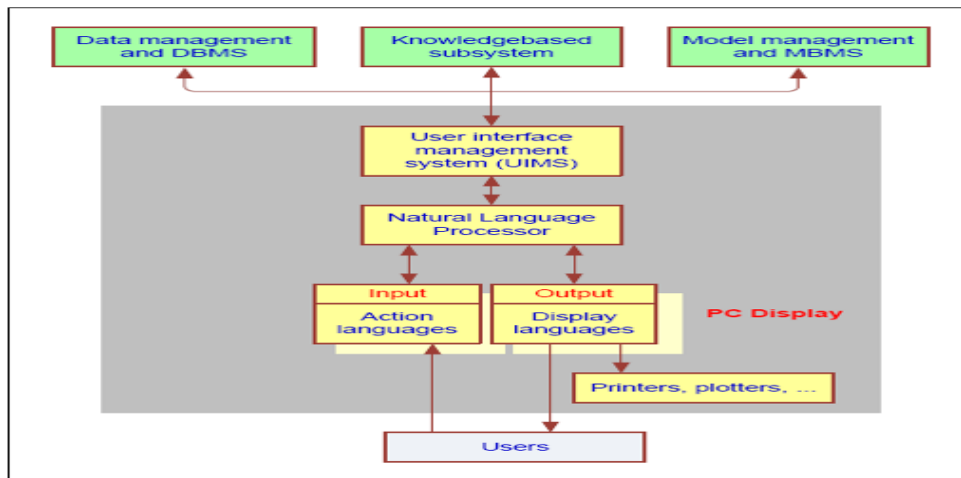 Data management
and DBMS
Knowledgebased
subsystem
Model management
and MBMS
User interface
management
system (UIMS)
Natural Language
Processor
Input
Action
languages
Output
Display
languages
PC Display
Printers, plotters, ...
Users